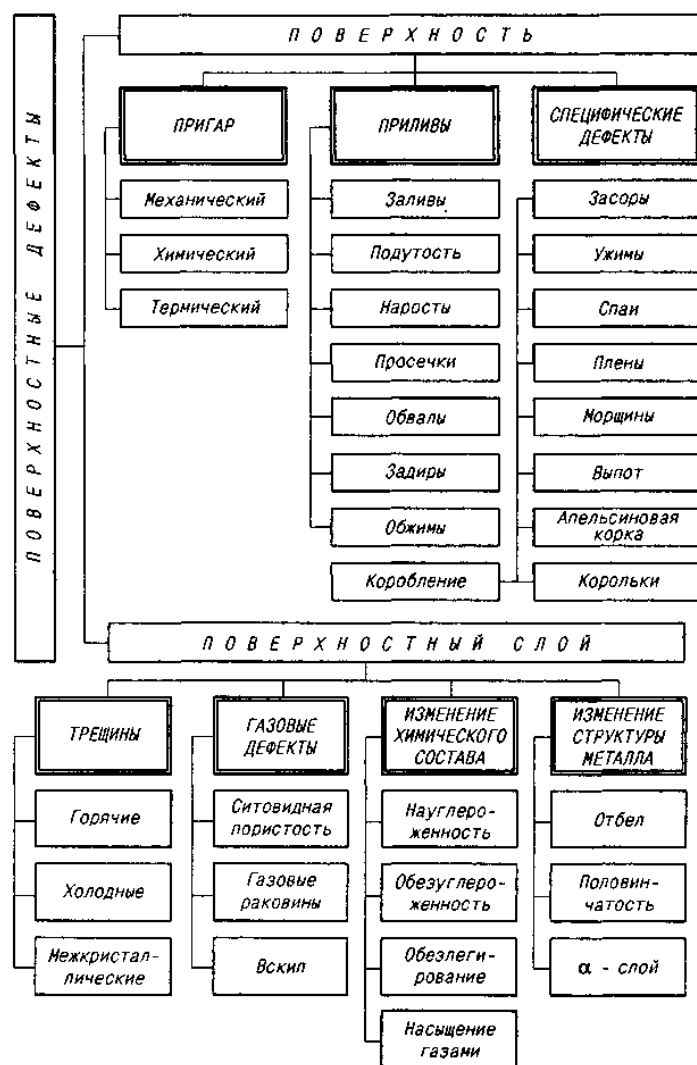 ПОВЕРХНОСТНЫЕ ДЕФЕКТЫ
ПОВЕРХНОСТЬ
ПРИГАР
Механический
Химический
Термический
ПРИЛИВЫ
Заливы
Подутость
Наросты
Просечки
Обвалы
Задиры
Обжимы
Коробление
СПЕЦИФИЧЕСКИЕ
ДЕФЕКТЫ
Засоры
Ужимы
Спаи
Плены
Морщины
Выпот
Апельсиновая
корка
Корольки
ПОВЕРХНОСТНЫЙ СЛОЙ
ТРЕЩИНЫ
Горячие
Холодные
Межкристал-
лические
ГАЗОВЫЕ
ДЕФЕКТЫ
Ситовидная
пористость
Газовые
раковины
Вскип
ИЗМЕНЕНИЕ
ХИМИЧЕСКОГО
СОСТАВА
Науглеро-
женность
Обезуглеро-
женность
Обезлеги-
рование
Насыщение
газами
ИЗМЕНЕНИЕ
СТРУКТУРЫ
МЕТАЛЛА
Отбел
Половин-
чатость
α - слой